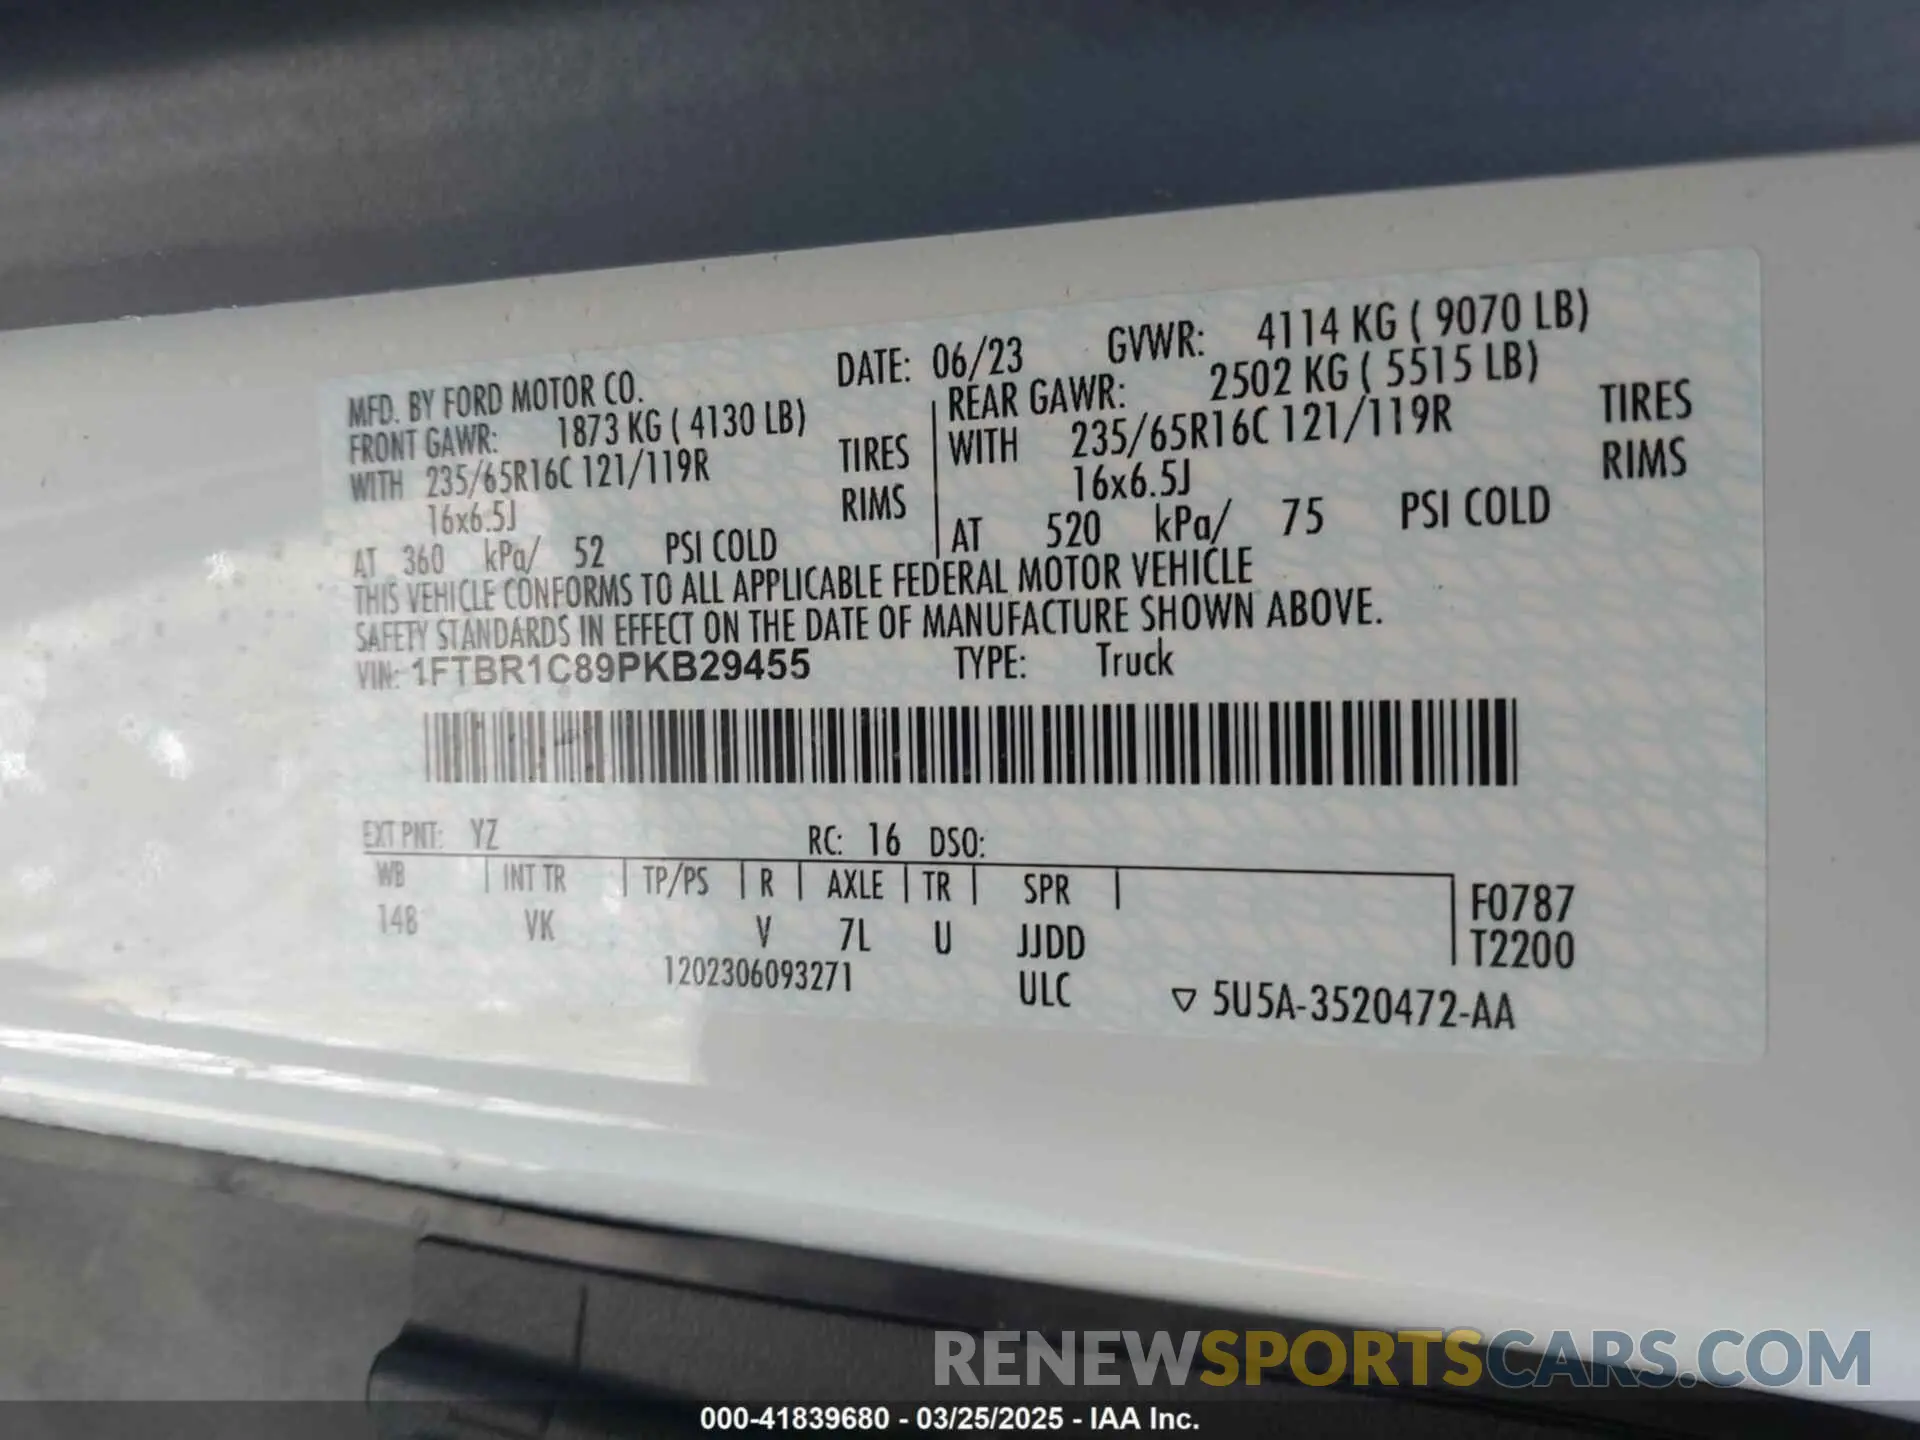 MFD. BY FORD MOTOR CO.
DATE: 06/23
GVWR: 4114 KG ( 9070 LB)
FRONT GAWR: 1873 KG ( 4130 LB)
WITH 235/65R16C 121/119R TIRES
16x6.5J RIMS
AT 360 kPa/ 52 PSI COLD
REAR GAWR: 2502 KG ( 5515 LB)
WITH 235/65R16C 121/119R TIRES
16x6.5J RIMS
AT 520 kPa/ 75 PSI COLD
THIS VEHICLE CONFORMS TO ALL APPLICABLE FEDERAL MOTOR VEHICLE
SAFETY STANDARDS IN EFFECT ON THE DATE OF MANUFACTURE SHOWN ABOVE.
VIN: 1FTBR1C89PKB29455 TYPE: Truck
EXT PNT: YZ RC: 16 DSO:
WB INT TR TP/PS R AXLE TR SPR
148 VK V 7L U JJDD
F0787
T2200
1202306093271 ULC ▽ 5U5A-3520472-AA
RENEWSPORTSCARS.COM
000-41839680 - 03/25/2025 - IAA Inc.